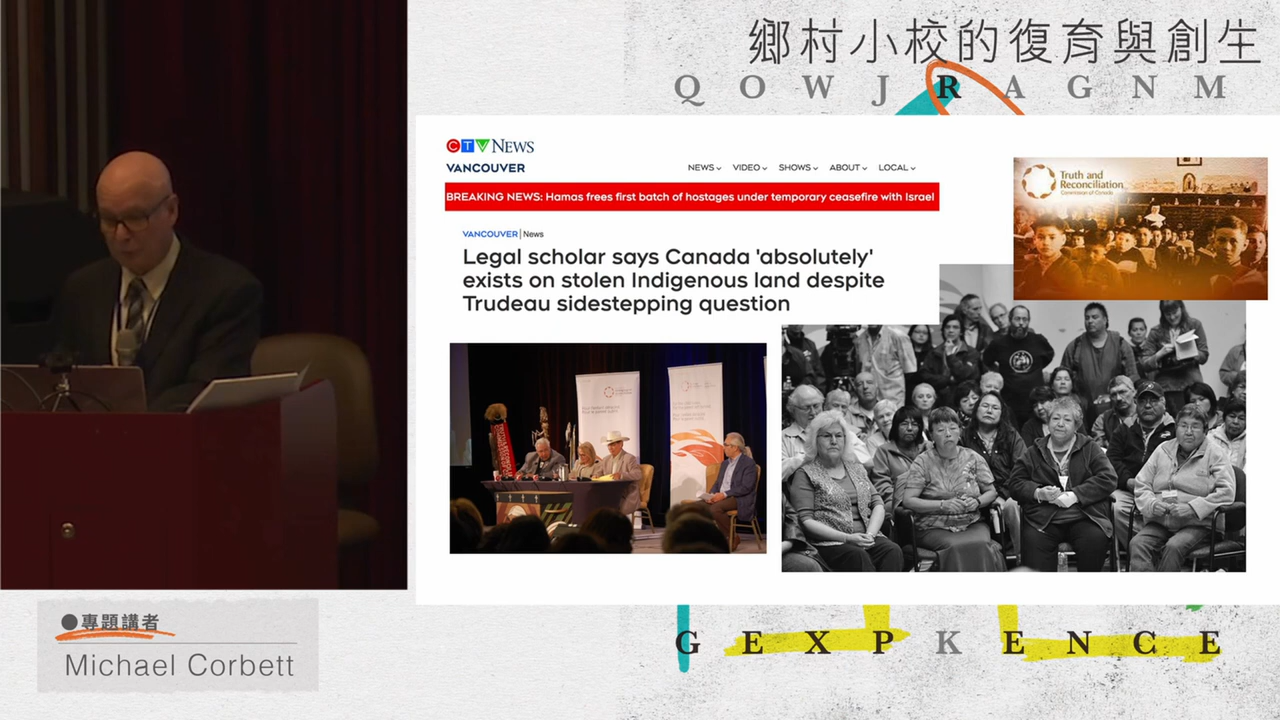 鄉村小校的復育與創生
Q O W J R A G N M
CTV NEWS
VANCOUVER
NEWS VIDEO SHOWS ABOUT LOCAL
BREAKING NEWS: Hamas frees first batch of hostages under temporary ceasefire with Israel
VANCOUVER | News
Legal scholar says Canada 'absolutely'
exists on stolen Indigenous land despite
Trudeau sidestepping question
Truth and
Reconciliation
Commission of Canada
●專題講者
Michael Corbett
G E X P K E N C E